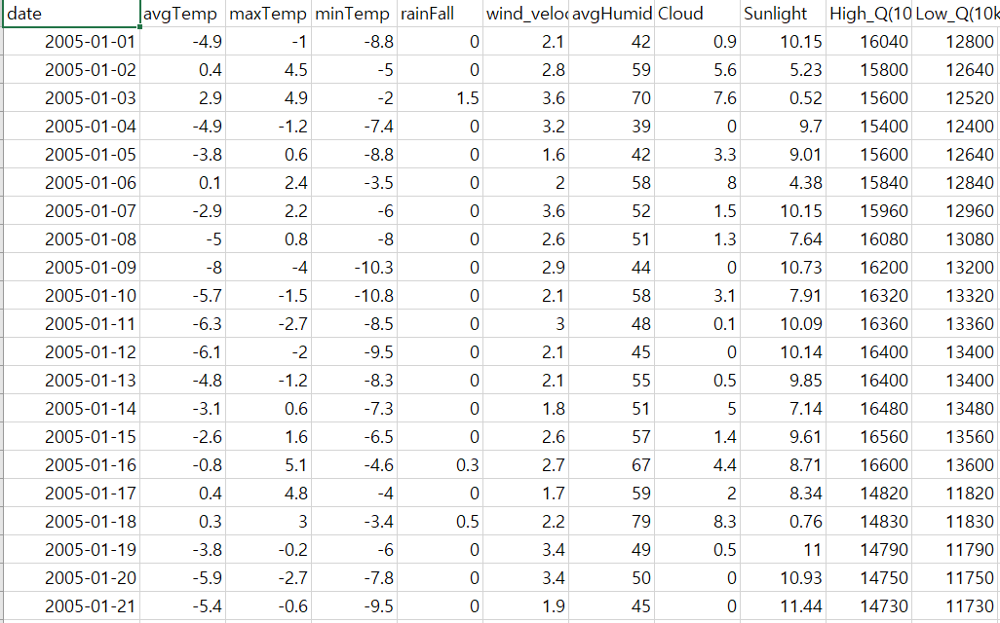 date avgTemp maxTemp minTemp rainFall wind_veloc avgHumid Cloud Sunlight High_Q(10 Low_Q(10k
2005-01-01 -4.9 -1 -8.8 0 2.1 42 0.9 10.15 16040 12800
2005-01-02 0.4 4.5 -5 0 2.8 59 5.6 5.23 15800 12640
2005-01-03 2.9 4.9 -2 1.5 3.6 70 7.6 0.52 15600 12520
2005-01-04 -4.9 -1.2 -7.4 0 3.2 39 0 9.7 15400 12400
2005-01-05 -3.8 0.6 -8.8 0 1.6 42 3.3 9.01 15600 12640
2005-01-06 0.1 2.4 -3.5 0 2 58 8 4.38 15840 12840
2005-01-07 -2.9 2.2 -6 0 3.6 52 1.5 10.15 15960 12960
2005-01-08 -5 0.8 -8 0 2.6 51 1.3 7.64 16080 13080
2005-01-09 -8 -4 -10.3 0 2.9 44 0 10.73 16200 13200
2005-01-10 -5.7 -1.5 -10.8 0 2.1 58 3.1 7.91 16320 13320
2005-01-11 -6.3 -2.7 -8.5 0 3 48 0.1 10.09 16360 13360
2005-01-12 -6.1 -2 -9.5 0 2.1 45 0 10.14 16400 13400
2005-01-13 -4.8 -1.2 -8.3 0 2.1 55 0.5 9.85 16400 13400
2005-01-14 -3.1 0.6 -7.3 0 1.8 51 5 7.14 16480 13480
2005-01-15 -2.6 1.6 -6.5 0 2.6 57 1.4 9.61 16560 13560
2005-01-16 -0.8 5.1 -4.6 0.3 2.7 67 4.4 8.71 16600 13600
2005-01-17 0.4 4.8 -4 0 1.7 59 2 8.34 14820 11820
2005-01-18 0.3 3 -3.4 0.5 2.2 79 8.3 0.76 14830 11830
2005-01-19 -3.8 -0.2 -6 0 3.4 49 0.5 11 14790 11790
2005-01-20 -5.9 -2.7 -7.8 0 3.4 50 0 10.93 14750 11750
2005-01-21 -5.4 -0.6 -9.5 0 1.9 45 0 11.44 14730 11730